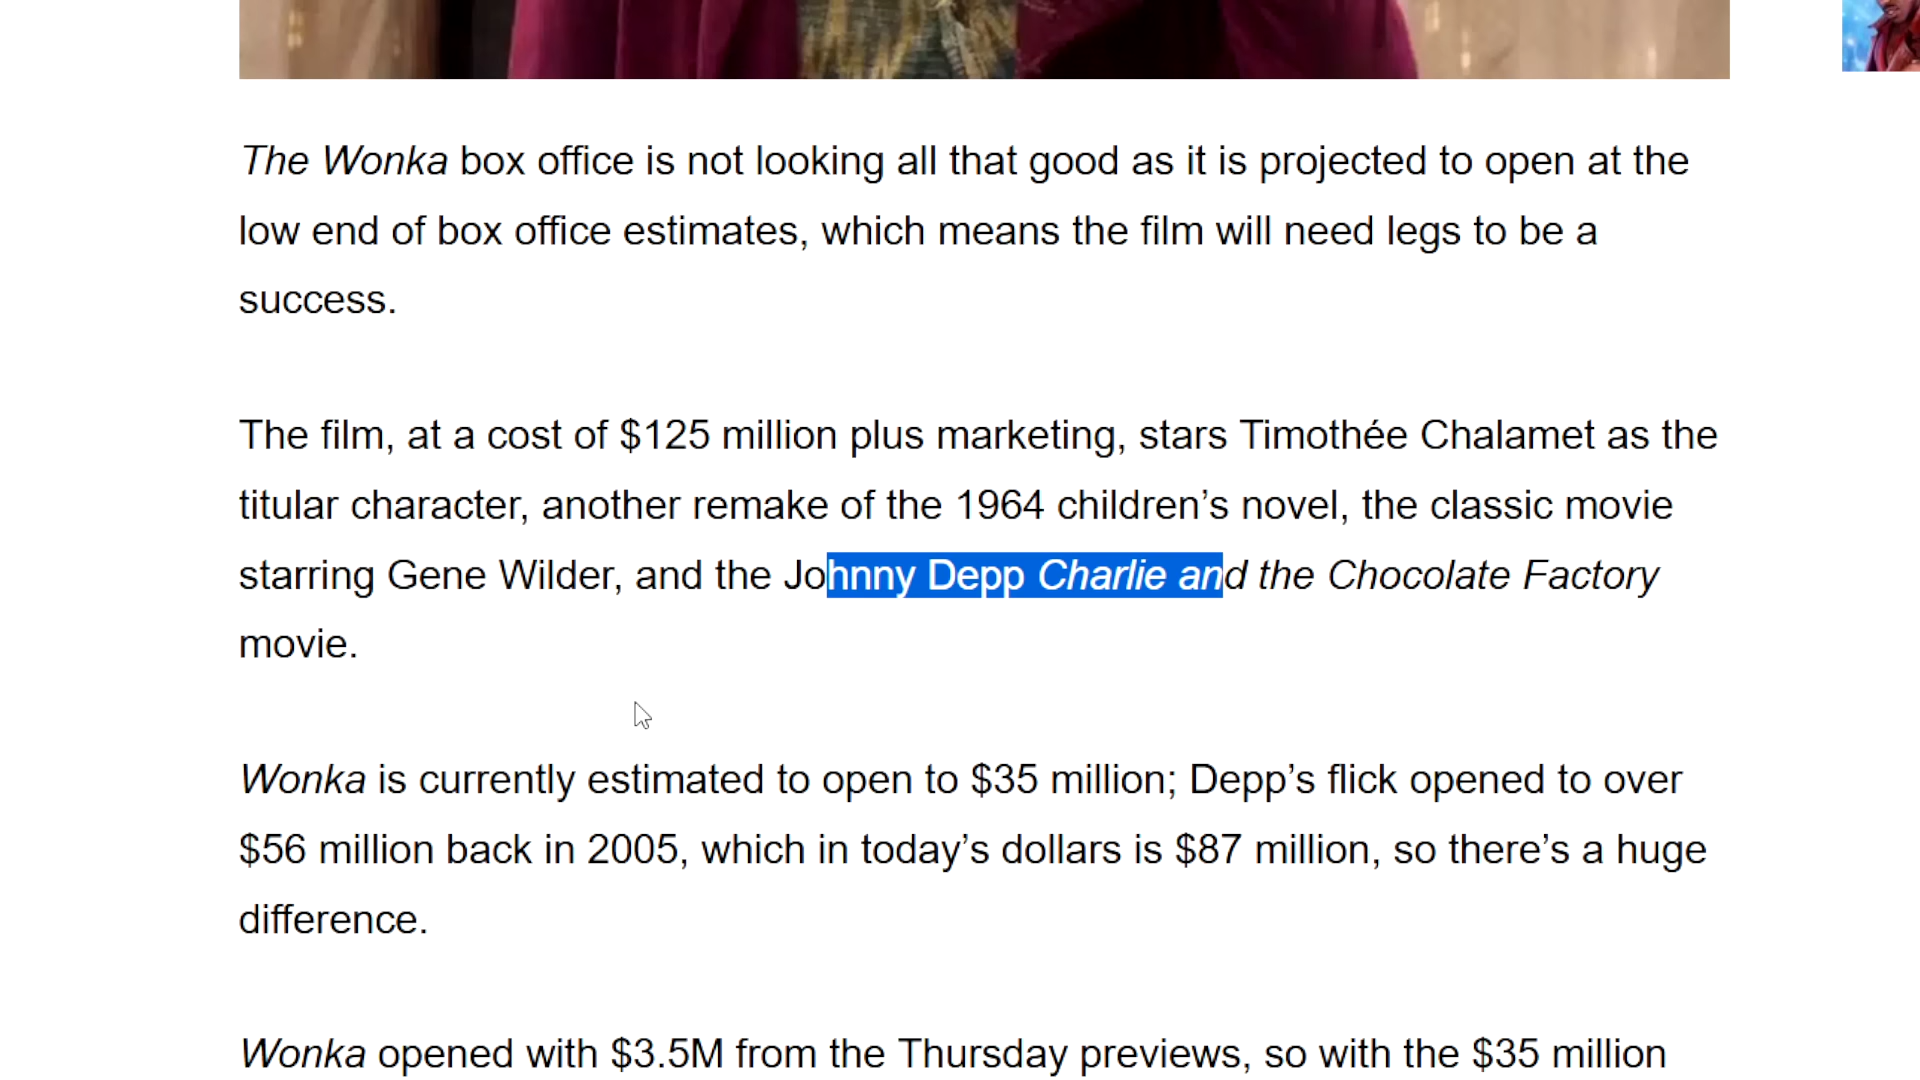 The Wonka box office is not looking all that good as it is projected to open at the
low end of box office estimates, which means the film will need legs to be a
success.
The film, at a cost of $125 million plus marketing, stars Timothée Chalamet as the
titular character, another remake of the 1964 children’s novel, the classic movie
starring Gene Wilder, and the Johnny Depp Charlie and the Chocolate Factory
movie.
Wonka is currently estimated to open to $35 million; Depp’s flick opened to over
$56 million back in 2005, which in today’s dollars is $87 million, so there’s a huge
difference.
Wonka opened with $3.5M from the Thursday previews, so with the $35 million